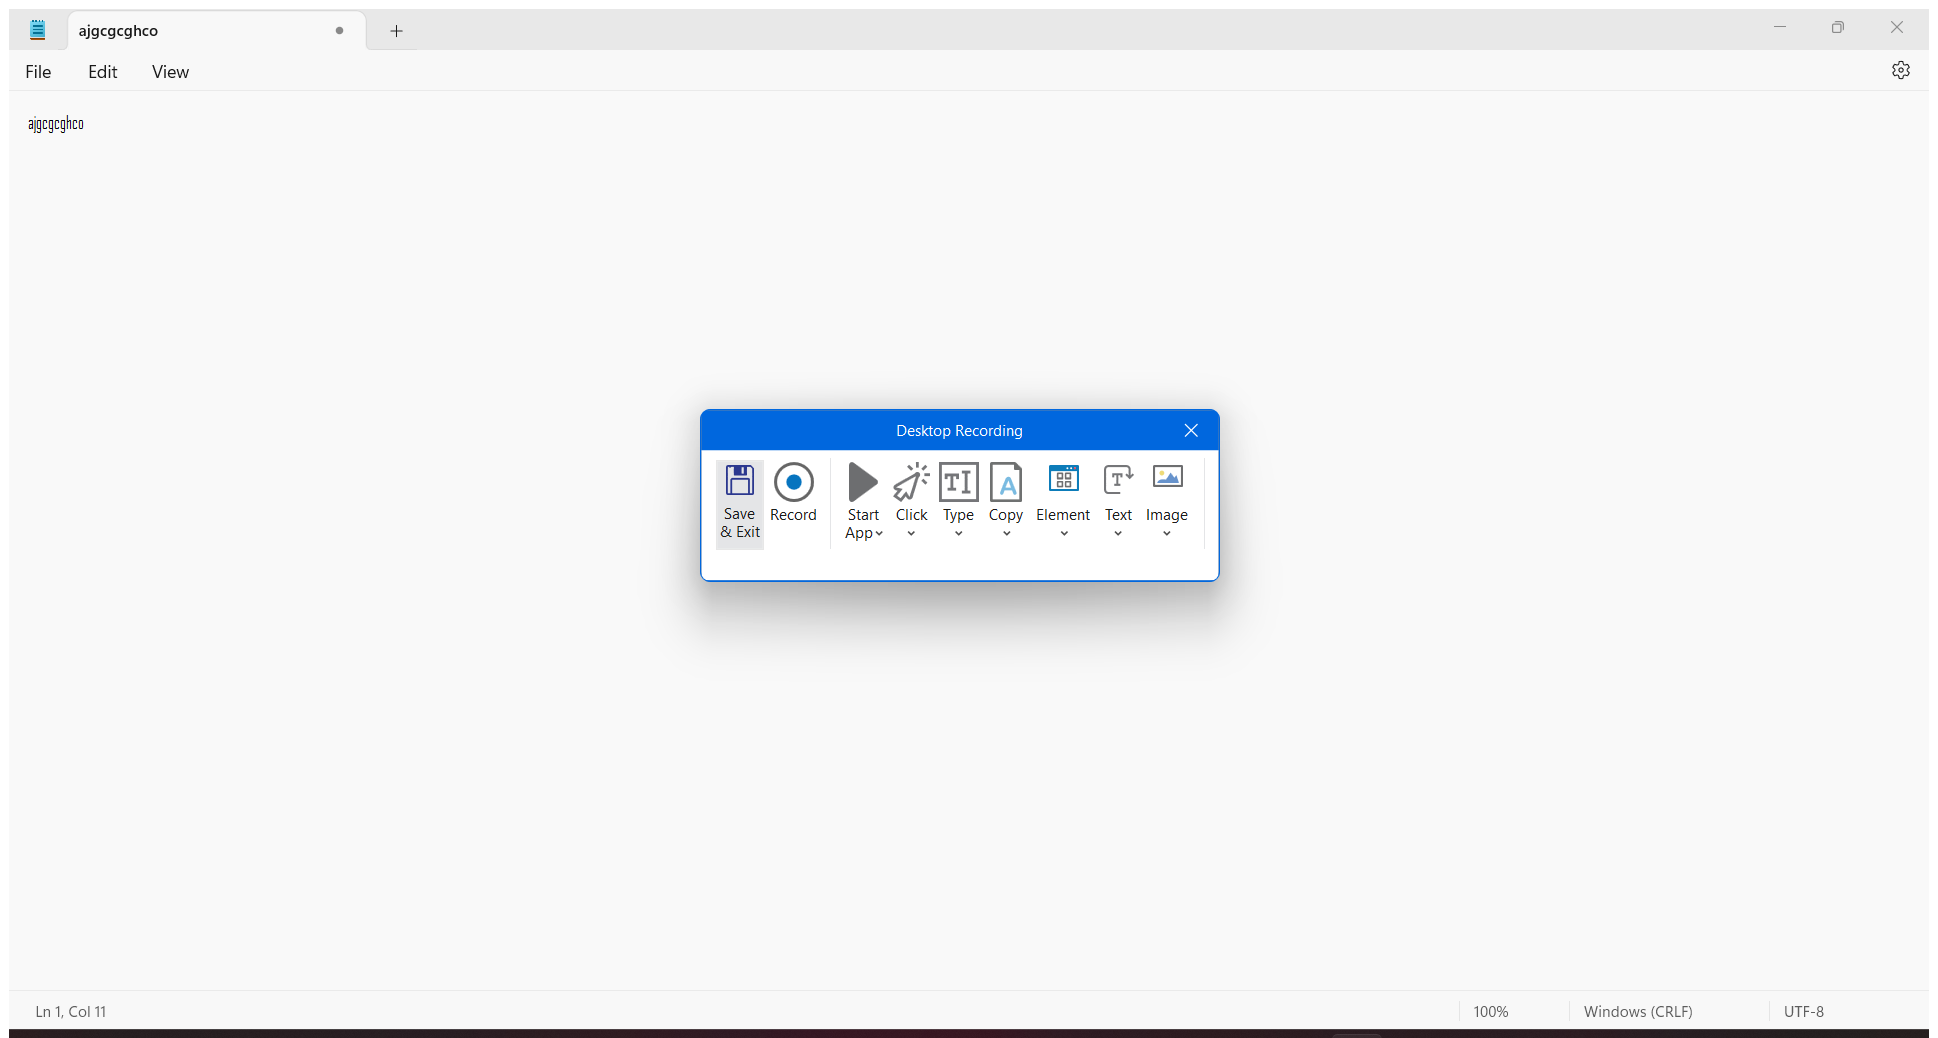 ajgcgcghco
File Edit View
ajgcgcghco
Desktop Recording
Save & Exit
Record
Start App
Click
Type
Copy
Element
Text
Image
Ln 1, Col 11
100%
Windows (CRLF)
UTF-8